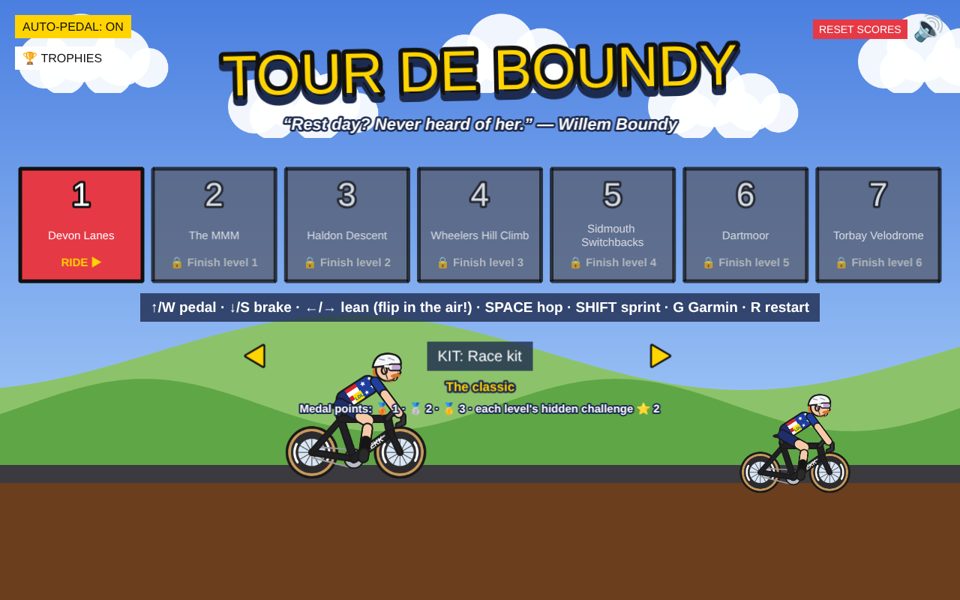 AUTO-PEDAL: ON
RESET SCORES
🏆 TROPHIES
TOUR DE BOUNDY
“Rest day? Never heard of her.” — Willem Boundy
1
Devon Lanes
RIDE ▶
2
The MMM
🔒 Finish level 1
3
Haldon Descent
🔒 Finish level 2
4
Wheelers Hill Climb
🔒 Finish level 3
5
Sidmouth
Switchbacks
🔒 Finish level 4
6
Dartmoor
🔒 Finish level 5
7
Torbay Velodrome
🔒 Finish level 6
↑/W pedal · ↓/S brake · ←/→ lean (flip in the air!) · SPACE hop · SHIFT sprint · G Garmin · R restart
KIT: Race kit
The classic
Medal points: 🥉 1 · 🥈 2 · 🥇 3 · each level's hidden challenge ⭐ 2